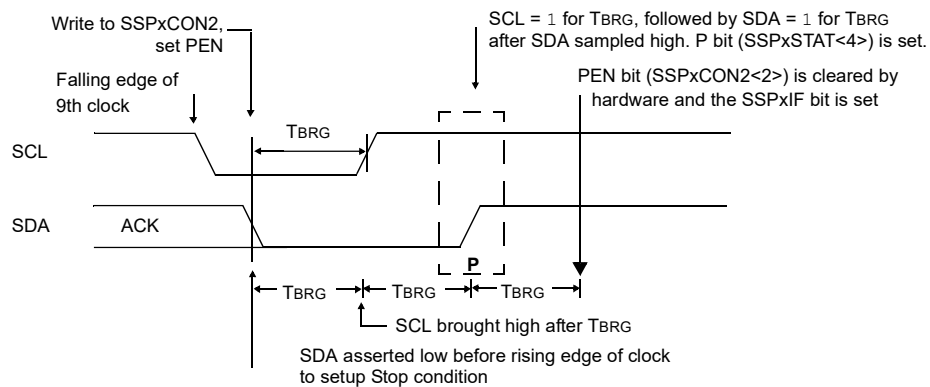 Write to SSPxCON2,
set PEN
SCL = 1 for TBRG, followed by SDA = 1 for TBRG
after SDA sampled high. P bit (SSPxSTAT<4>) is set.
Falling edge of
9th clock
PEN bit (SSPxCON2<2>) is cleared by
hardware and the SSPxIF bit is set
TBRG
SCL
SDA
ACK
P
TBRG
TBRG
TBRG
SCL brought high after TBRG
SDA asserted low before rising edge of clock
to setup Stop condition